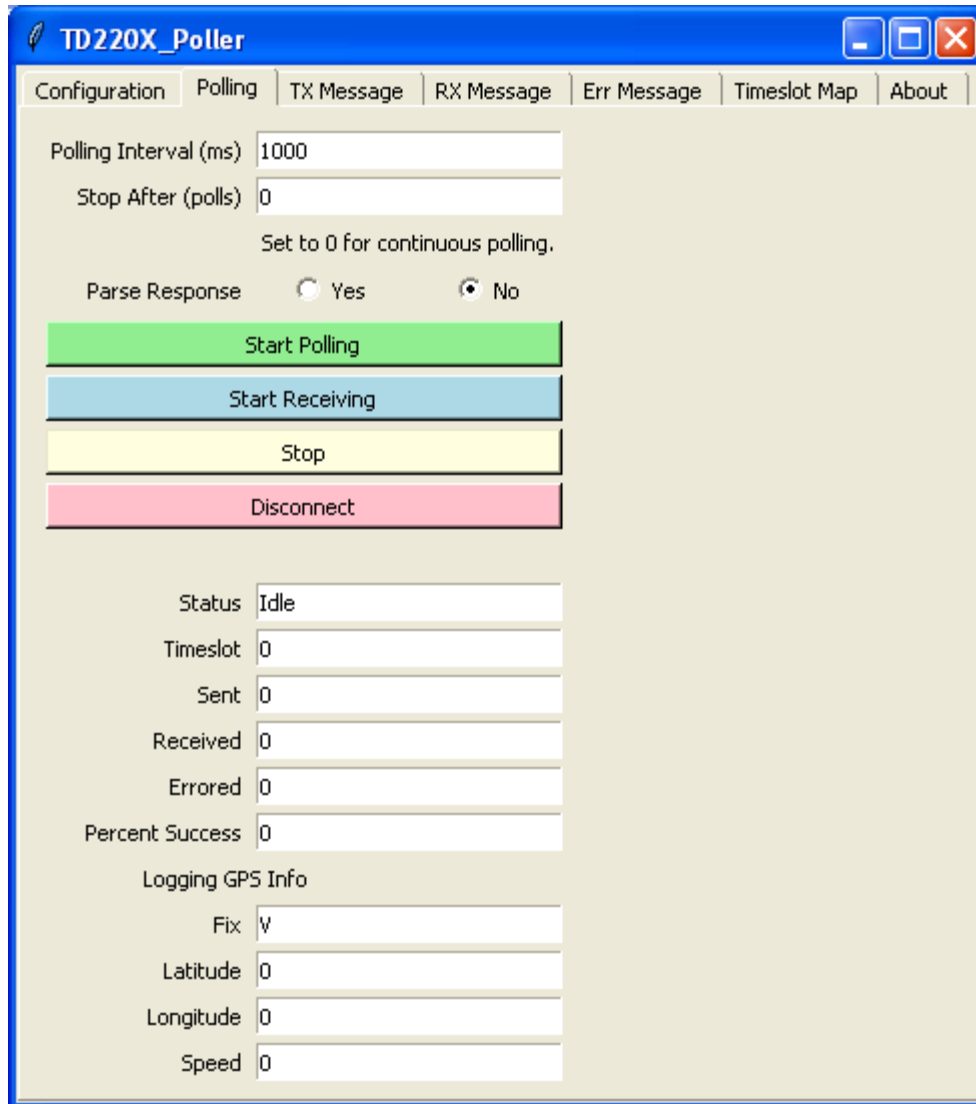 TD220X_Poller
Configuration Polling TX Message RX Message Err Message Timeslot Map About
Polling Interval (ms) 1000
Stop After (polls) 0
Set to 0 for continuous polling.
Parse Response Yes No
Start Polling
Start Receiving
Stop
Disconnect
Status Idle
Timeslot 0
Sent 0
Received 0
Errored 0
Percent Success 0
Logging GPS Info
Fix V
Latitude 0
Longitude 0
Speed 0